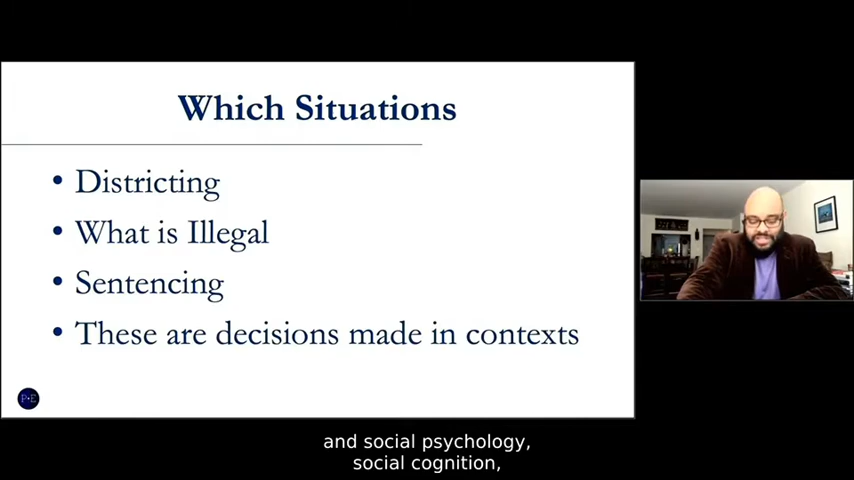 Which Situations
• Districting
• What is Illegal
• Sentencing
• These are decisions made in contexts
P•E
and social psychology,
social cognition,